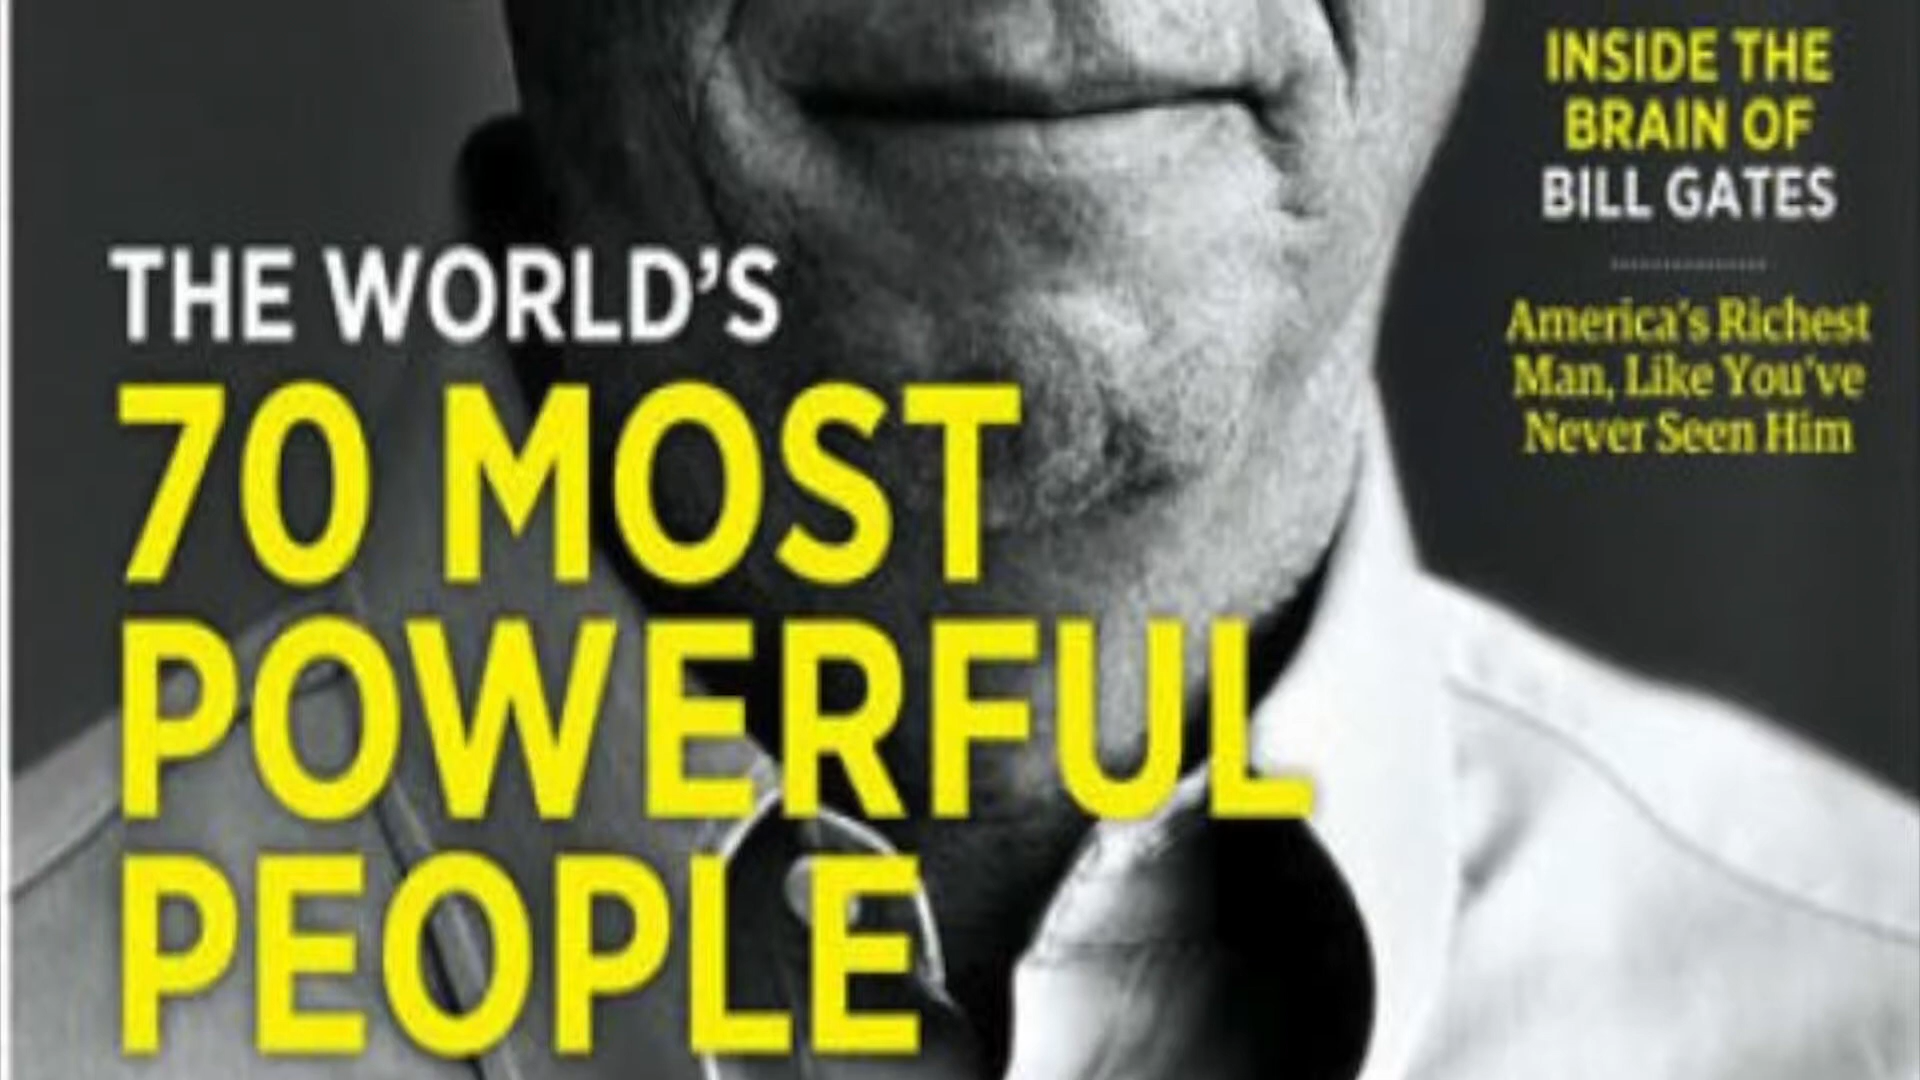 INSIDE THE
BRAIN OF
BILL GATES
America's Richest
Man, Like You've
Never Seen Him
THE WORLD'S
70 MOST
POWERFUL
PEOPLE